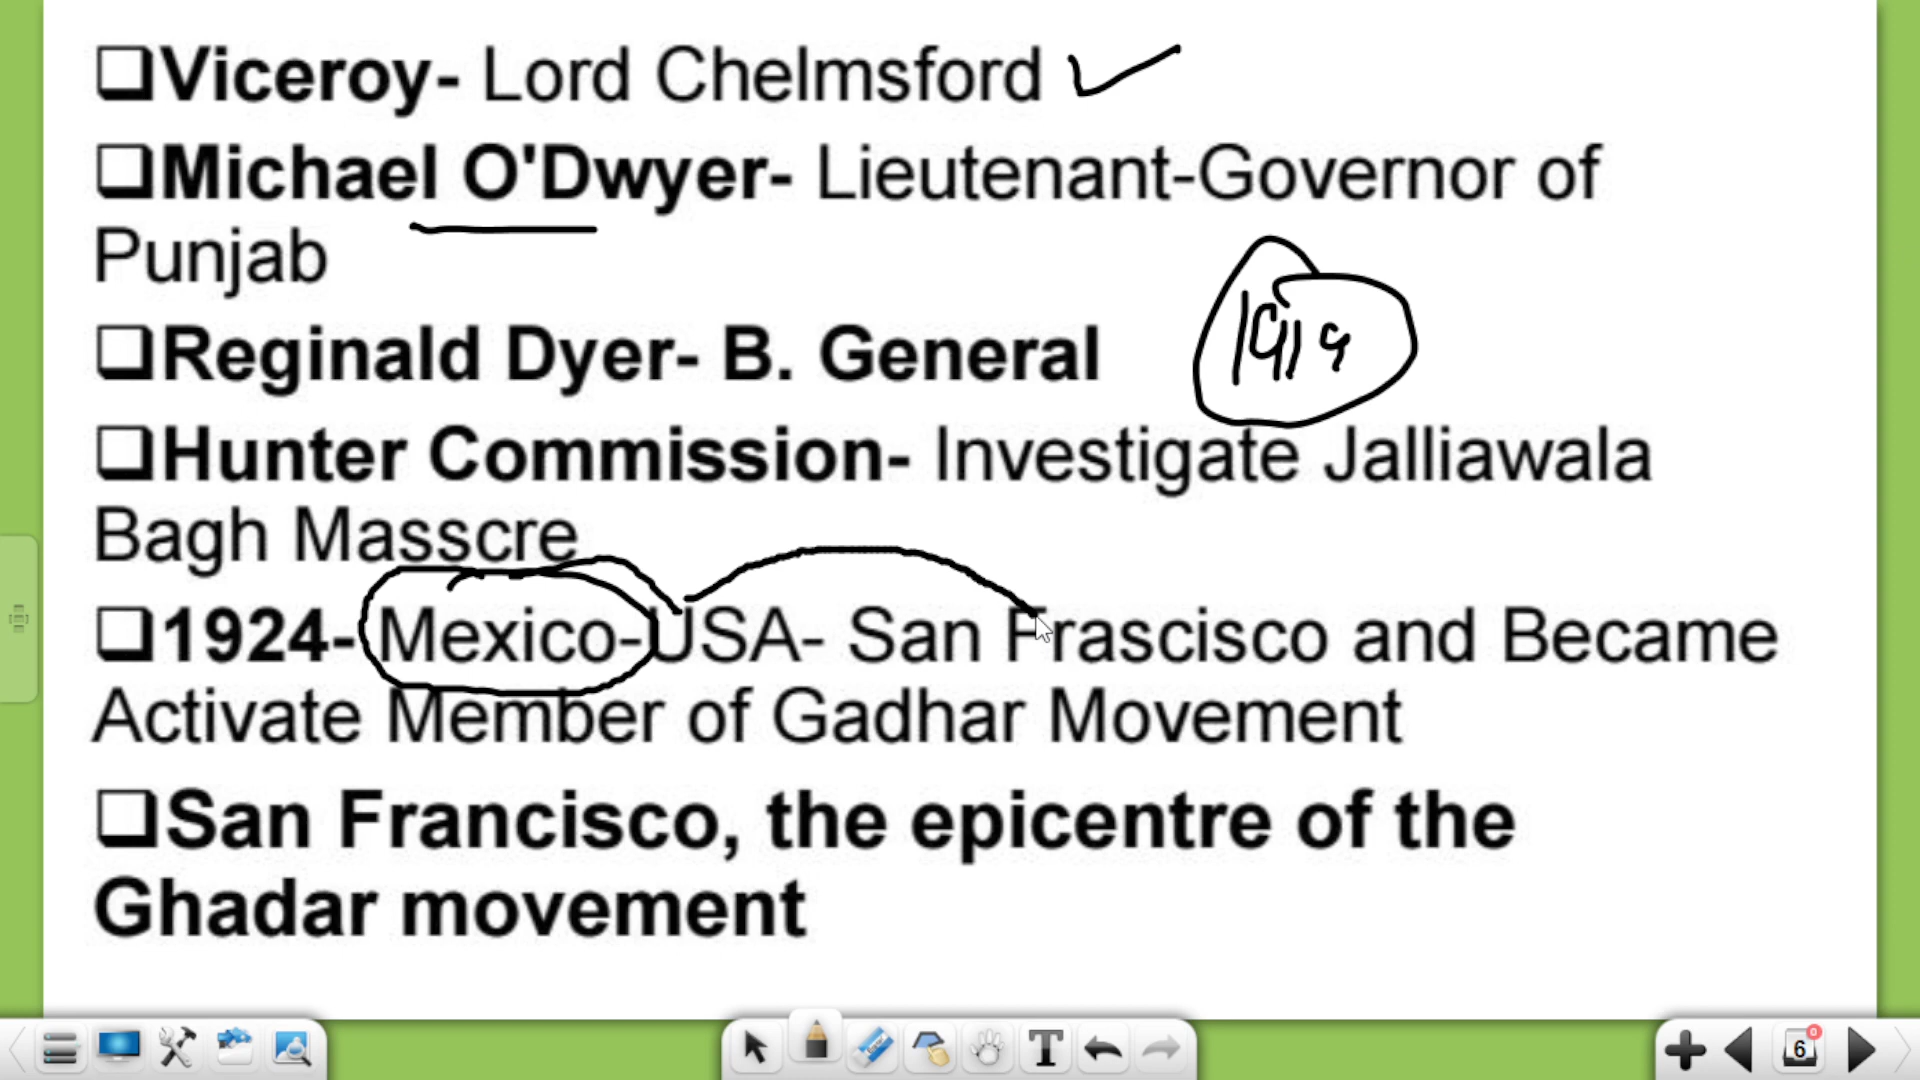 Viceroy- Lord Chelmsford
Michael O'Dwyer- Lieutenant-Governor of
Punjab
Reginald Dyer- B. General
1919
Hunter Commission- Investigate Jalliawala
Bagh Masscre
1924- Mexico-USA- San Frascisco and Became
Activate Member of Gadhar Movement
San Francisco, the epicentre of the
Ghadar movement
T
0
6